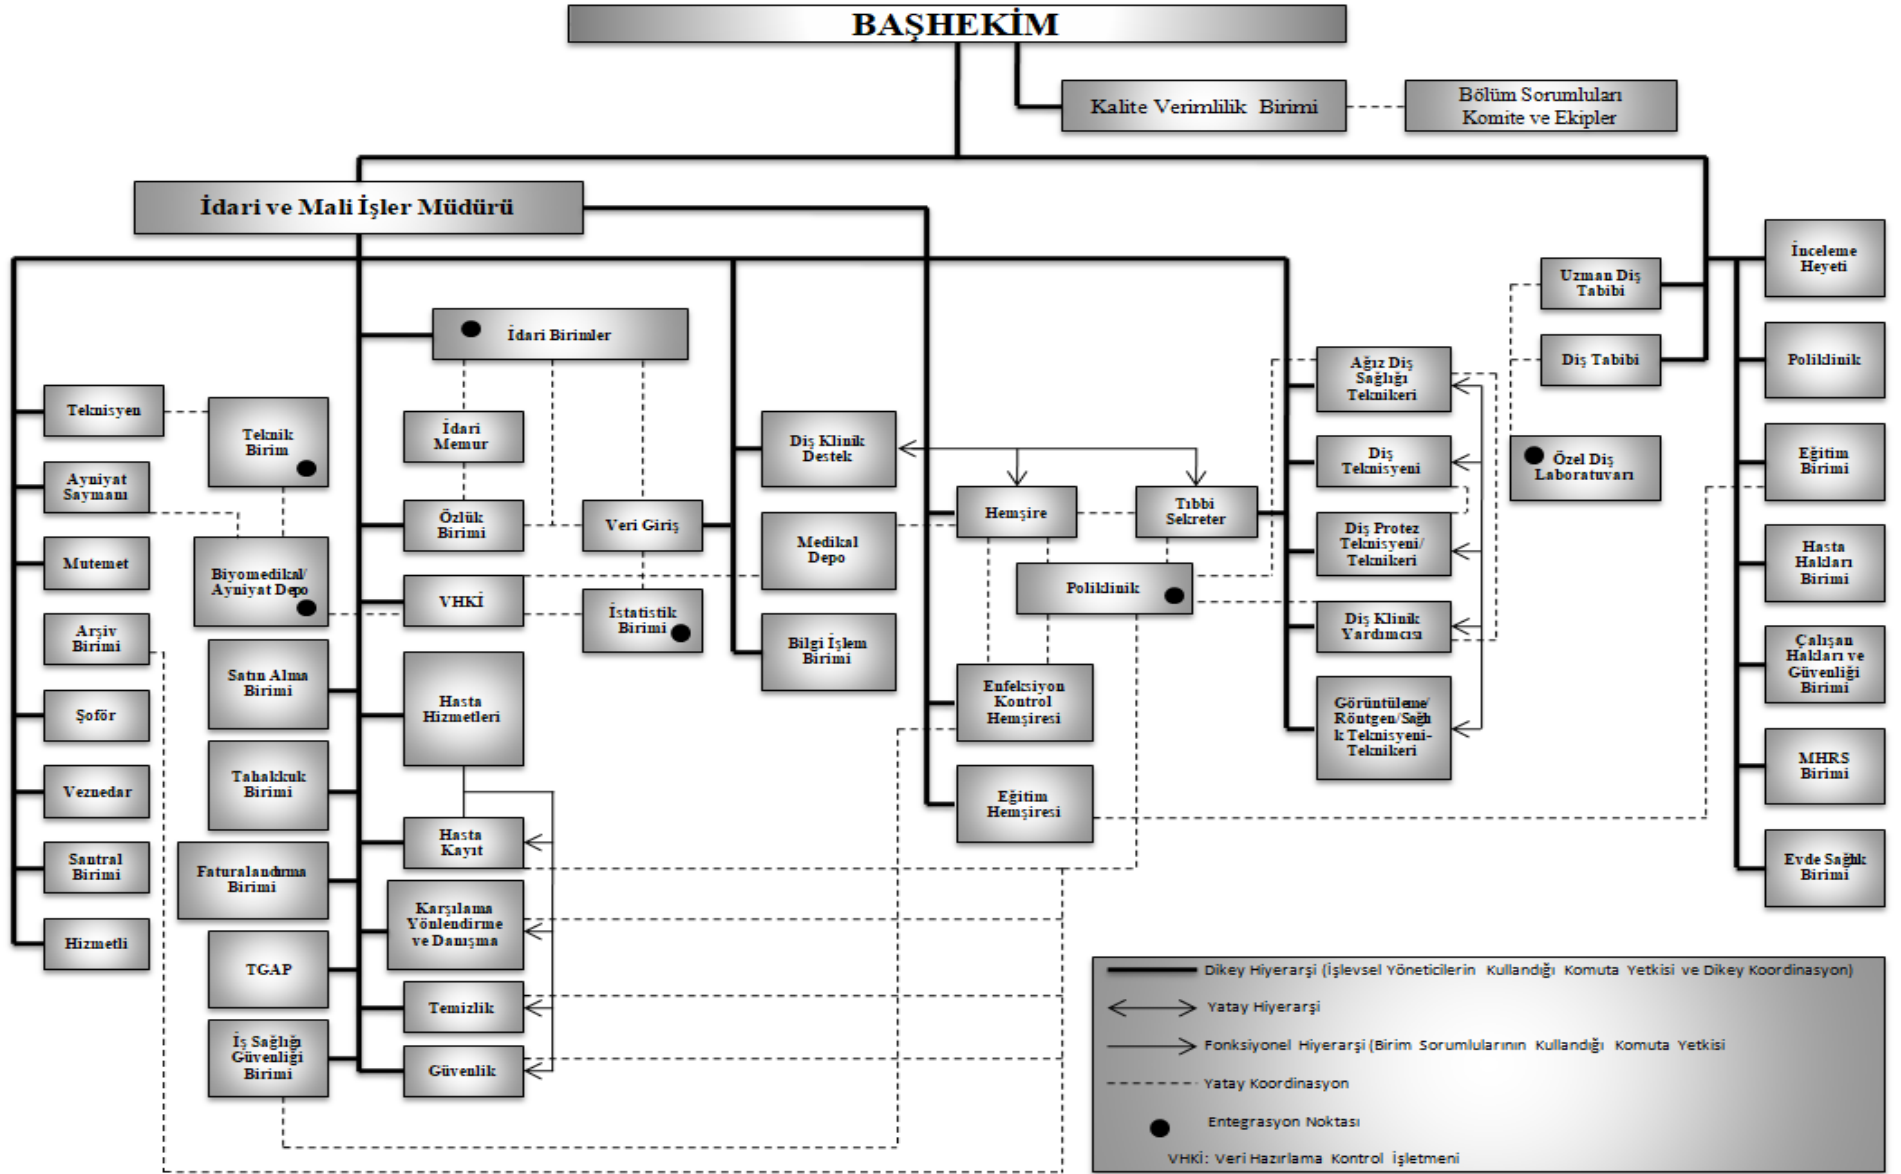 BAŞHEKİM
Kalite Verimlilik Birimi
Bölüm Sorumluları
Komite ve Ekipler
İdari ve Mali İşler Müdürü
İnceleme
Heyeti
Uzman Diş
Tabibi
Diş Tabibi
Poliklinik
İdari Birimler
Ağız Diş
Sağlığı
Teknikeri
Teknisyen
Teknik
Birim
İdari
Memur
Diş Klinik
Destek
Diş
Teknisyeni
Özel Diş
Laboratuvarı
Eğitim
Birimi
Ayniyat
Saymanı
Özlük
Birimi
Veri Giriş
Hemşire
Tıbbi
Sekreter
Medikal
Depo
Diş Protez
Teknisyeni/
Teknikeri
Hasta
Hakları
Birimi
Mutemet
Biyomedikal/
Ayniyat Depo
VHKİ
İstatistik
Birimi
Poliklinik
Diş Klinik
Yardımcısı
Arşiv
Birimi
Satın Alma
Birimi
Hasta
Hizmetleri
Bilgi İşlem
Birimi
Enfeksiyon
Kontrol
Hemşiresi
Görüntüleme/
Röntgen/Sağlı
k Teknisyeni-
Teknikeri
Çalışan
Hakları ve
Güvenliği
Birimi
Şoför
Veznedar
Tahakkuk
Birimi
Eğitim
Hemşiresi
MHRS
Birimi
Santral
Birimi
Faturalandırma
Birimi
Hasta
Kayıt
Evde Sağlık
Birimi
Hizmetli
TGAP
Karşılama
Yönlendirme
ve Danışma
Temizlik
İş Sağlığı
Güvenliği
Birimi
Güvenlik
Dikey Hiyerarşi (İşlevsel Yöneticilerin Kullandığı Komuta Yetkisi ve Dikey Koordinasyon)
Yatay Hiyerarşi
Fonksiyonel Hiyerarşi (Birim Sorumlularının Kullandığı Komuta Yetkisi
Yatay Koordinasyon
Entegrasyon Noktası
VHKİ: Veri Hazırlama Kontrol İşletmeni